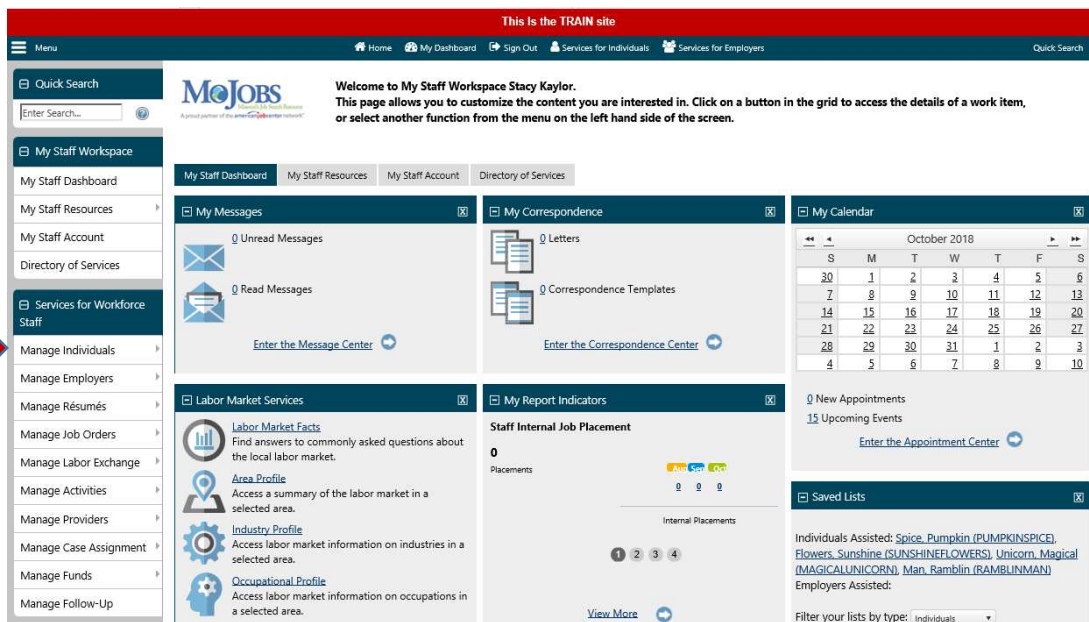 This Is the TRAIN site
Menu
Home My Dashboard Sign Out Services for Individuals Services for Employers Quick Search
Quick Search
Enter Search...
My Staff Workspace
My Staff Dashboard
My Staff Resources
My Staff Account
Directory of Services
Services for Workforce
Staff
Manage Individuals
Manage Employers
Manage Résumés
Manage Job Orders
Manage Labor Exchange
Manage Activities
Manage Providers
Manage Case Assignment
Manage Funds
Manage Follow-Up
MoJOBS
A proud partner of the americanjobcenter network
Welcome to My Staff Workspace Stacy Kaylor.
This page allows you to customize the content you are interested in. Click on a button in the grid to access the details of a work item,
or select another function from the menu on the left hand side of the screen.
My Staff Dashboard My Staff Resources My Staff Account Directory of Services
My Messages
0 Unread Messages
0 Read Messages
Enter the Message Center
My Correspondence
0 Letters
0 Correspondence Templates
Enter the Correspondence Center
My Calendar
October 2018
S M T W T F S
30 1 2 3 4 5 6
7 8 9 10 11 12 13
14 15 16 17 18 19 20
21 22 23 24 25 26 27
28 29 30 31 1 2 3
4 5 6 7 8 9 10
0 New Appointments
15 Upcoming Events
Enter the Appointment Center
Labor Market Services
Labor Market Facts
Find answers to commonly asked questions about
the local labor market.
Area Profile
Access a summary of the labor market in a
selected area.
Industry Profile
Access labor market information on industries in a
selected area.
Occupational Profile
Access labor market information on occupations in
a selected area.
My Report Indicators
Staff Internal Job Placement
0
Placements
Aug Sep Oct
0 0 0
Internal Placements
1 2 3 4
View More
Saved Lists
Individuals Assisted: Spice, Pumpkin (PUMPKINSPICE),
Flowers, Sunshine (SUNSHINEFLOWERS), Unicorn, Magical
(MAGICALUNICORN), Man, Ramblin (RAMBLINMAN)
Employers Assisted:
Filter your lists by type: Individuals